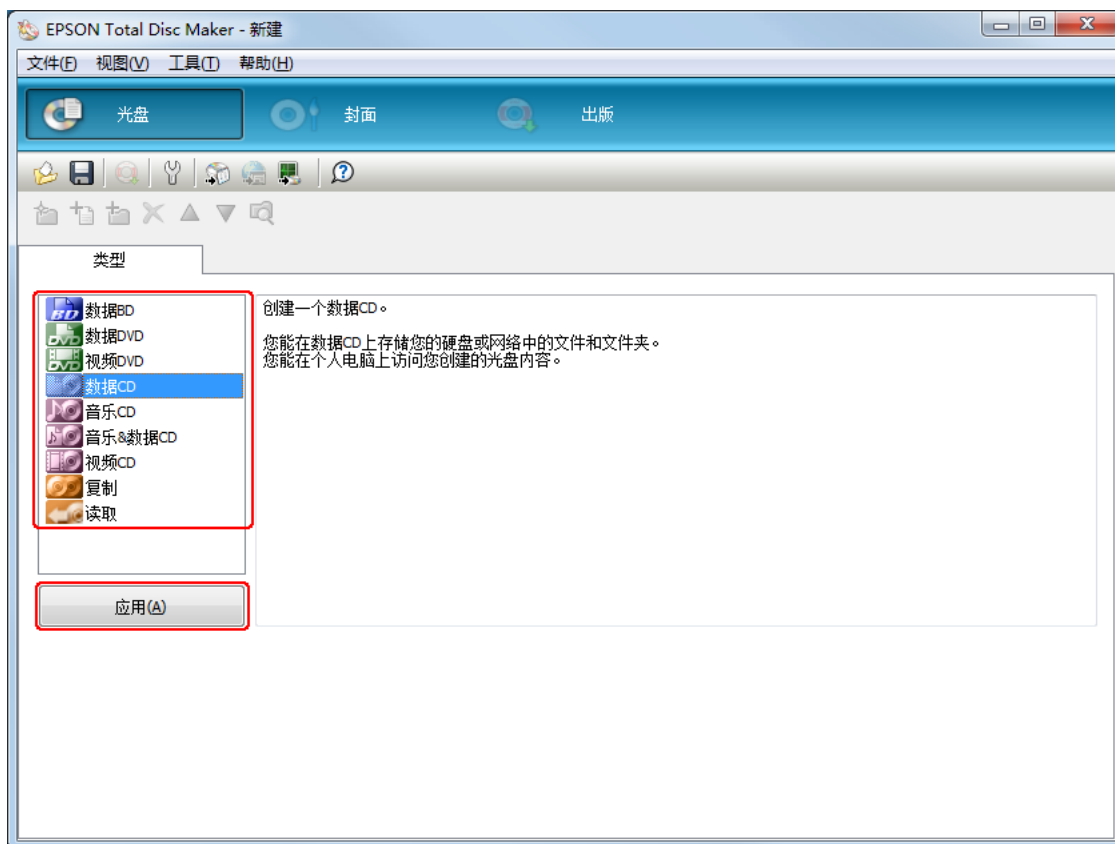 EPSON Total Disc Maker - 新建
文件(F) 视图(V) 工具(T) 帮助(H)
光盘 封面 出版
类型
数据BD
数据DVD
视频DVD
数据CD
音乐CD
音乐&数据CD
视频CD
复制
读取
应用(A)
创建一个数据CD。
您能在数据CD上存储您的硬盘或网络中的文件和文件夹。
您能在个人电脑上访问您创建的光盘内容。